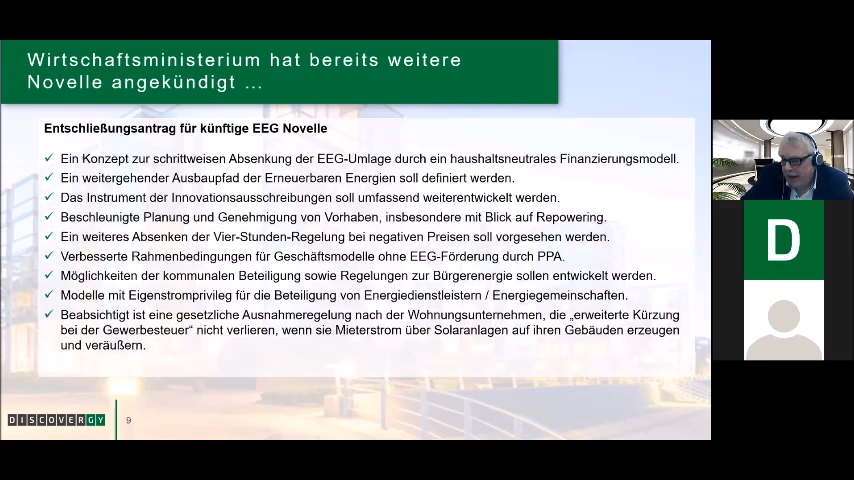 Wirtschaftsministerium hat bereits weitere
Novelle angekündigt ...
Entschließungsantrag für künftige EEG Novelle
✓ Ein Konzept zur schrittweisen Absenkung der EEG-Umlage durch ein haushaltsneutrales Finanzierungsmodell.
✓ Ein weitergehender Ausbaupfad der Erneuerbaren Energien soll definiert werden.
✓ Das Instrument der Innovationsausschreibungen soll umfassend weiterentwickelt werden.
✓ Beschleunigte Planung und Genehmigung von Vorhaben, insbesondere mit Blick auf Repowering.
✓ Ein weiteres Absenken der Vier-Stunden-Regelung bei negativen Preisen soll vorgesehen werden.
✓ Verbesserte Rahmenbedingungen für Geschäftsmodelle ohne EEG-Förderung durch PPA.
✓ Möglichkeiten der kommunalen Beteiligung sowie Regelungen zur Bürgerenergie sollen entwickelt werden.
✓ Modelle mit Eigenstromprivileg für die Beteiligung von Energiedienstleistern / Energiegemeinschaften.
✓ Beabsichtigt ist eine gesetzliche Ausnahmeregelung nach der Wohnungsunternehmen, die „erweiterte Kürzung
bei der Gewerbesteuer“ nicht verlieren, wenn sie Mieterstrom über Solaranlagen auf ihren Gebäuden erzeugen
und veräußern.
DISCOVERGY
9
D